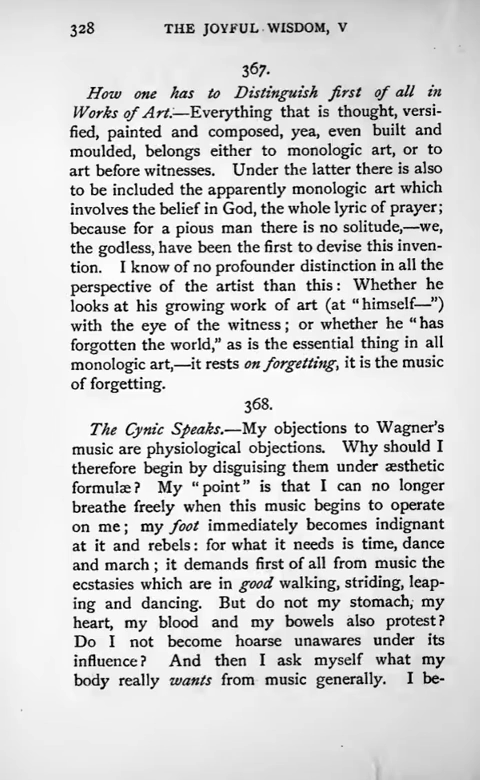 328 THE JOYFUL WISDOM, V
367.
How one has to Distinguish first of all in
Works of Art.—Everything that is thought, versi-
fied, painted and composed, yea, even built and
moulded, belongs either to monologic art, or to
art before witnesses. Under the latter there is also
to be included the apparently monologic art which
involves the belief in God, the whole lyric of prayer;
because for a pious man there is no solitude,—we,
the godless, have been the first to devise this inven-
tion. I know of no profounder distinction in all the
perspective of the artist than this: Whether he
looks at his growing work of art (at "himself—")
with the eye of the witness; or whether he "has
forgotten the world," as is the essential thing in all
monologic art,—it rests on forgetting, it is the music
of forgetting.
368.
The Cynic Speaks.—My objections to Wagner's
music are physiological objections. Why should I
therefore begin by disguising them under æsthetic
formulæ? My "point" is that I can no longer
breathe freely when this music begins to operate
on me; my foot immediately becomes indignant
at it and rebels: for what it needs is time, dance
and march; it demands first of all from music the
ecstasies which are in good walking, striding, leap-
ing and dancing. But do not my stomach, my
heart, my blood and my bowels also protest?
Do I not become hoarse unawares under its
influence? And then I ask myself what my
body really wants from music generally. I be-